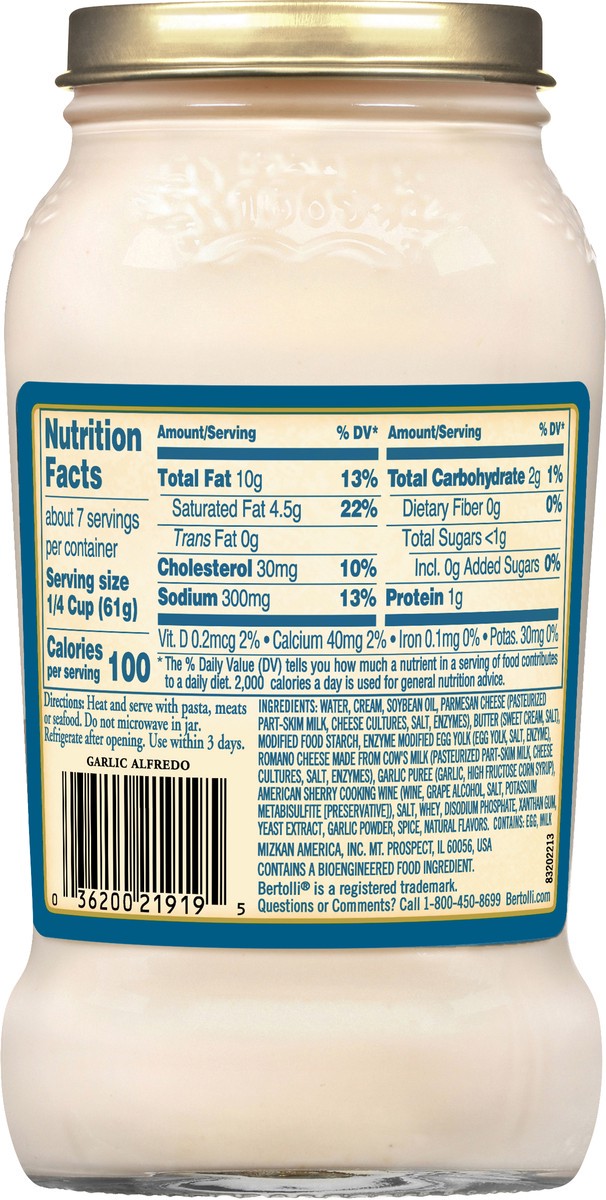 Nutrition
Facts
about 7 servings
per container
Serving size
1/4 Cup (61g)
Calories
per serving 100
Amount/Serving % DV*
Total Fat 10g 13%
Saturated Fat 4.5g 22%
Trans Fat 0g
Cholesterol 30mg 10%
Sodium 300mg 13%
Amount/Serving % DV*
Total Carbohydrate 2g 1%
Dietary Fiber 0g 0%
Total Sugars <1g
Incl. 0g Added Sugars 0%
Protein 1g
Vit. D 0.2mcg 2% • Calcium 40mg 2% • Iron 0.1mg 0% • Potas. 30mg 0%
* The % Daily Value (DV) tells you how much a nutrient in a serving of food contributes
to a daily diet. 2,000 calories a day is used for general nutrition advice.
Directions: Heat and serve with pasta, meats
or seafood. Do not microwave in jar.
Refrigerate after opening. Use within 3 days.
GARLIC ALFREDO
0 36200 21919 5
INGREDIENTS: WATER, CREAM, SOYBEAN OIL, PARMESAN CHEESE (PASTEURIZED
PART-SKIM MILK, CHEESE CULTURES, SALT, ENZYMES), BUTTER (SWEET CREAM, SALT),
MODIFIED FOOD STARCH, ENZYME MODIFIED EGG YOLK (EGG YOLK, SALT, ENZYME),
ROMANO CHEESE MADE FROM COW'S MILK (PASTEURIZED PART-SKIM MILK, CHEESE
CULTURES, SALT, ENZYMES), GARLIC PUREE (GARLIC, HIGH FRUCTOSE CORN SYRUP),
AMERICAN SHERRY COOKING WINE (WINE, GRAPE ALCOHOL, SALT, POTASSIUM
METABISULFITE [PRESERVATIVE]), SALT, WHEY, DISODIUM PHOSPHATE, XANTHAN GUM,
YEAST EXTRACT, GARLIC POWDER, SPICE, NATURAL FLAVORS. CONTAINS: EGG, MILK
MIZKAN AMERICA, INC. MT. PROSPECT, IL 60056, USA
CONTAINS A BIOENGINEERED FOOD INGREDIENT.
Bertolli® is a registered trademark.
Questions or Comments? Call 1-800-450-8699 Bertolli.com
83202213